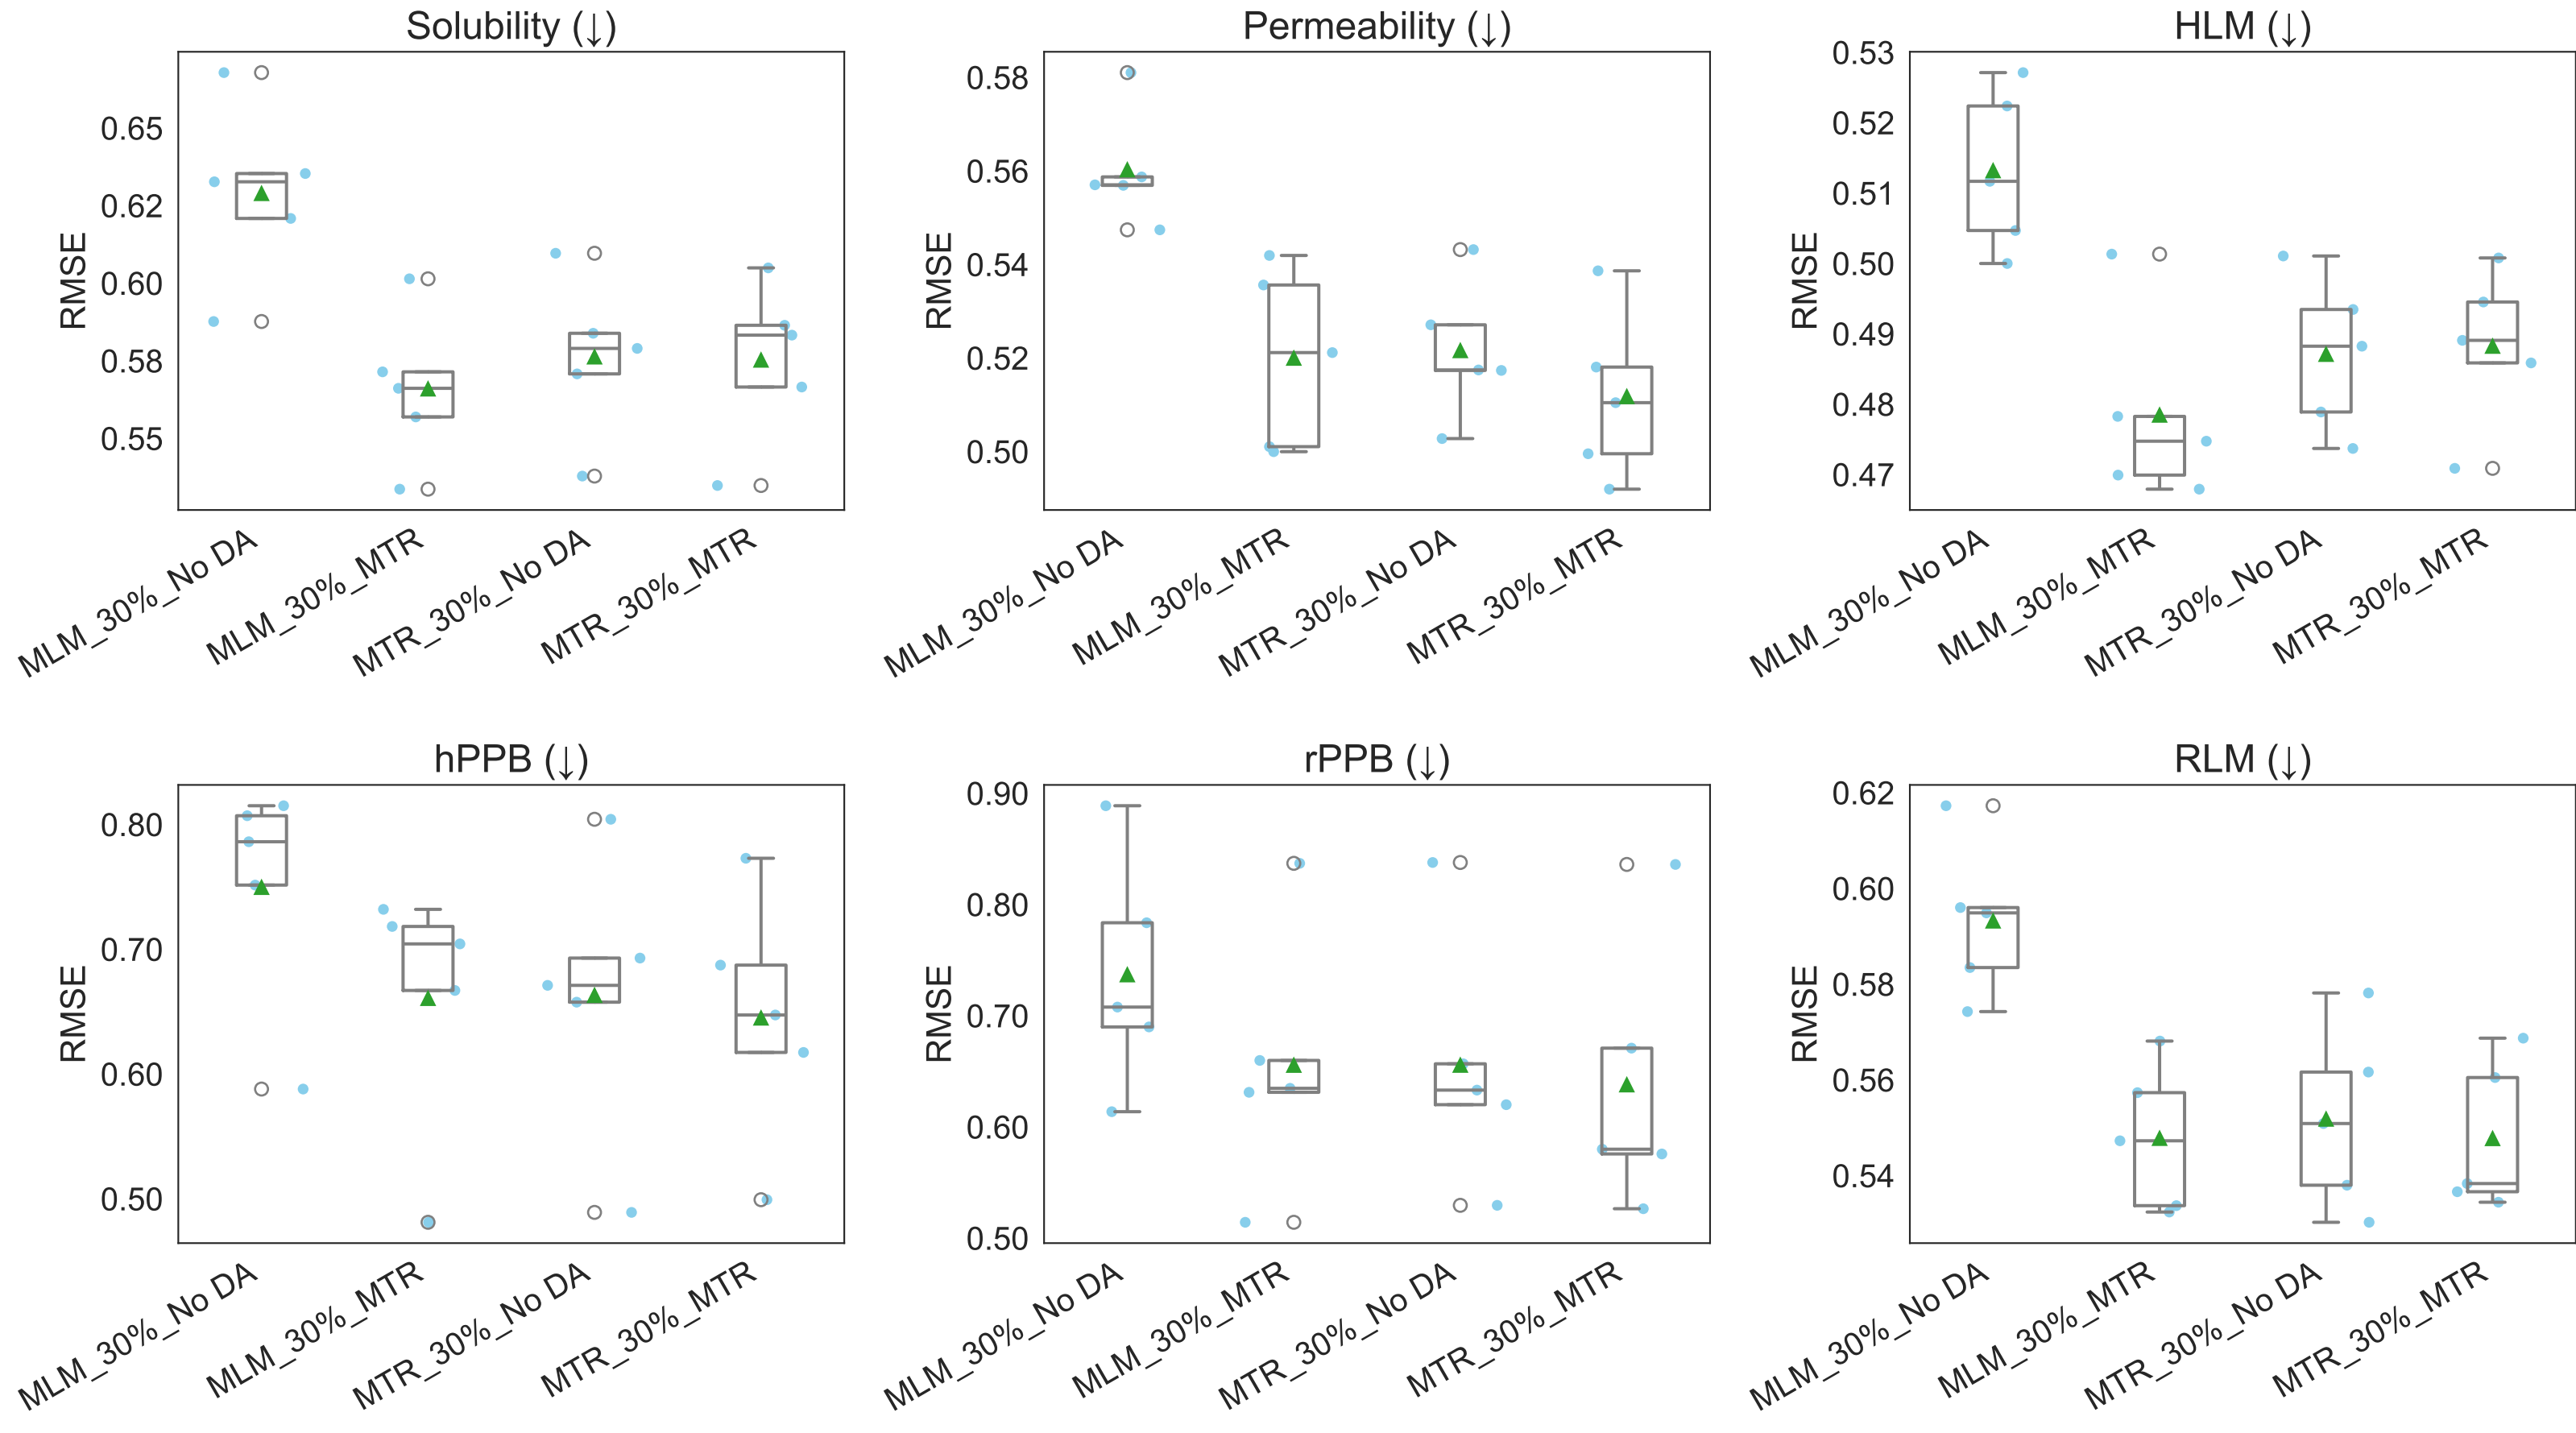 Solubility (↓)
RMSE
0.65
0.62
0.60
0.58
0.55
MLM_30%_No DA
MLM_30%_MTR
MTR_30%_No DA
MTR_30%_MTR
Permeability (↓)
RMSE
0.58
0.56
0.54
0.52
0.50
MLM_30%_No DA
MLM_30%_MTR
MTR_30%_No DA
MTR_30%_MTR
HLM (↓)
RMSE
0.53
0.52
0.51
0.50
0.49
0.48
0.47
MLM_30%_No DA
MLM_30%_MTR
MTR_30%_No DA
MTR_30%_MTR
hPPB (↓)
RMSE
0.80
0.70
0.60
0.50
MLM_30%_No DA
MLM_30%_MTR
MTR_30%_No DA
MTR_30%_MTR
rPPB (↓)
RMSE
0.90
0.80
0.70
0.60
0.50
MLM_30%_No DA
MLM_30%_MTR
MTR_30%_No DA
MTR_30%_MTR
RLM (↓)
RMSE
0.62
0.60
0.58
0.56
0.54
MLM_30%_No DA
MLM_30%_MTR
MTR_30%_No DA
MTR_30%_MTR